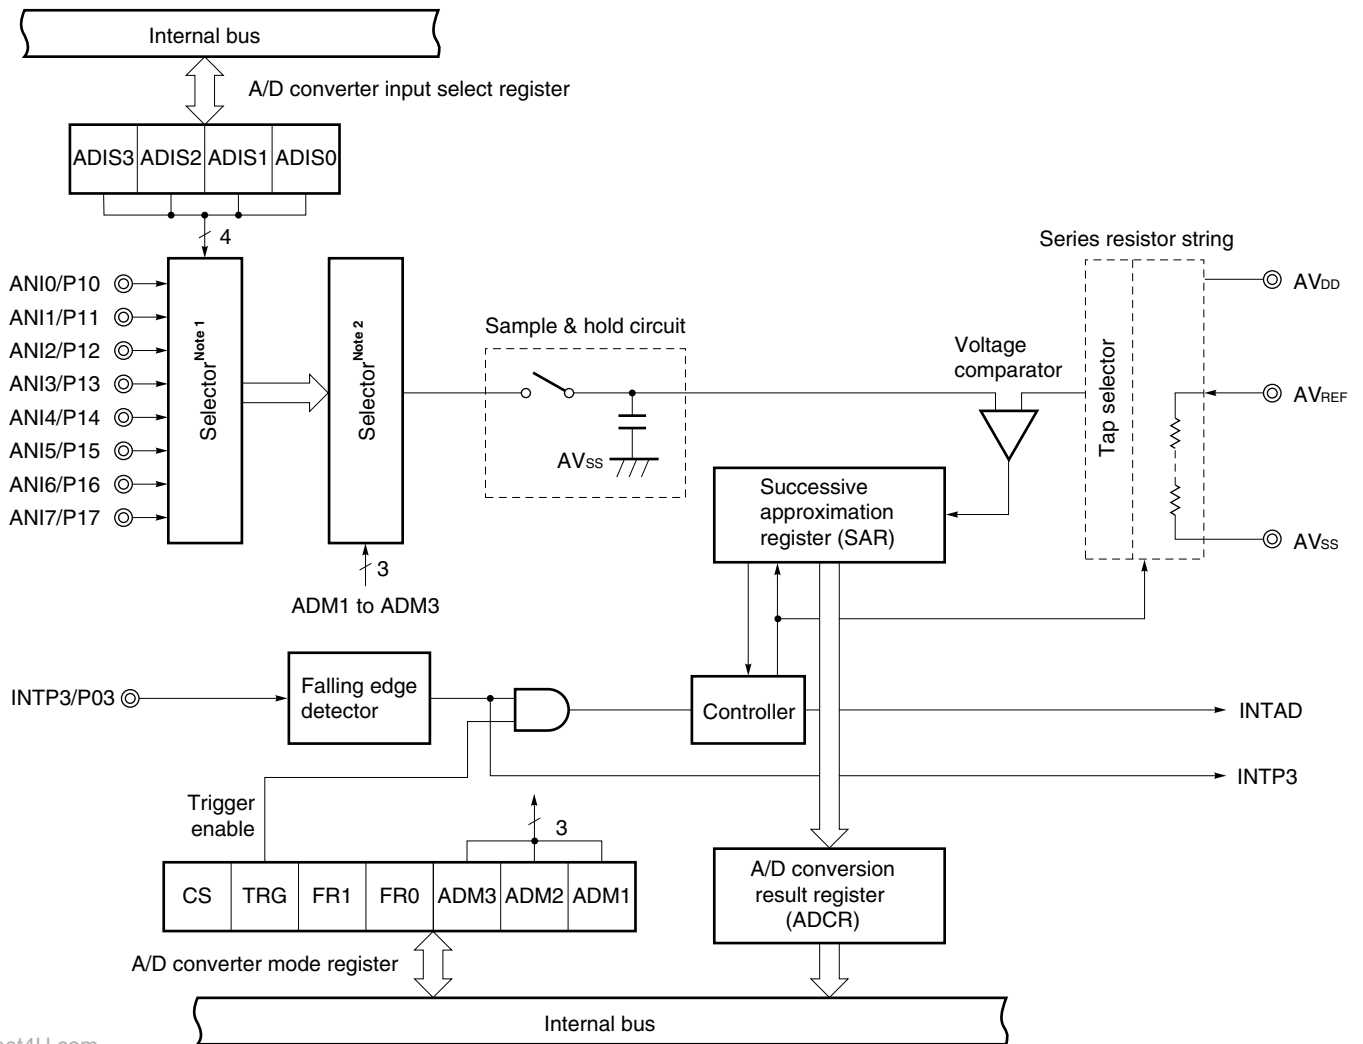 Internal bus
A/D converter input select register
ADIS3 ADIS2 ADIS1 ADIS0
4
Series resistor string
ANI0/P10
ANI1/P11
ANI2/P12
ANI3/P13
ANI4/P14
ANI5/P15
ANI6/P16
ANI7/P17
Selector Note 1
Selector Note 2
Sample & hold circuit
AVSS
Voltage
comparator
Tap selector
AVDD
AVREF
AVSS
3
ADM1 to ADM3
Successive
approximation
register (SAR)
INTP3/P03
Falling edge
detector
Controller
INTAD
INTP3
Trigger
enable
3
CS TRG FR1 FR0 ADM3 ADM2 ADM1
A/D conversion
result register
(ADCR)
A/D converter mode register
Internal bus